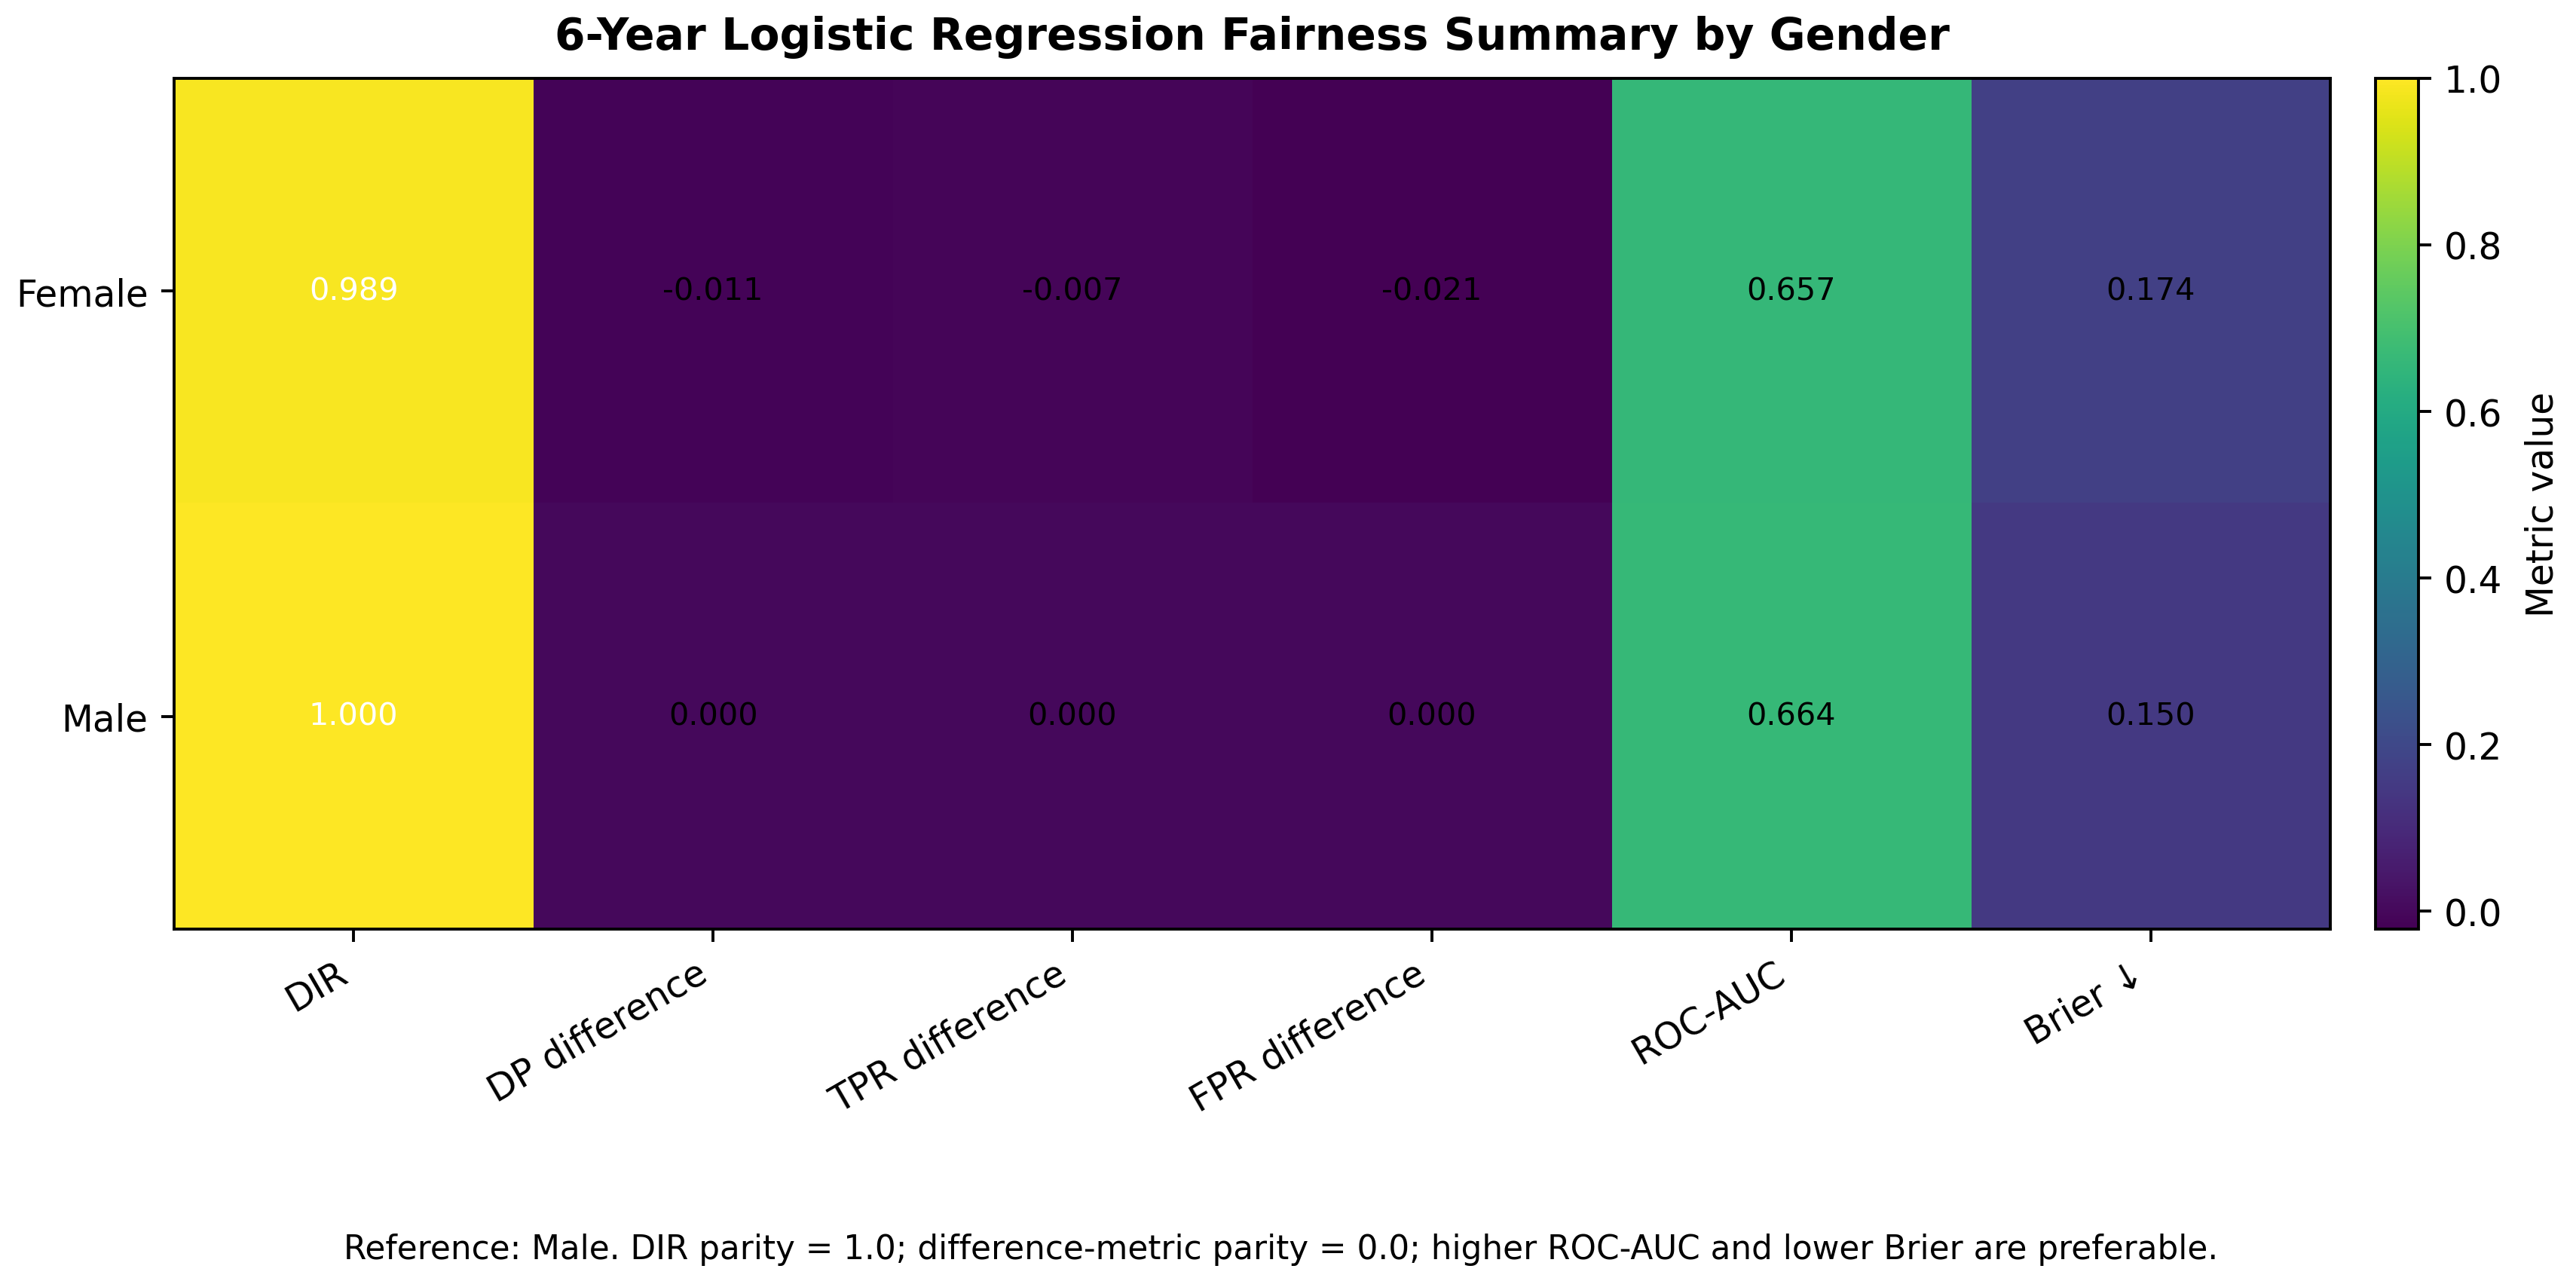 6-Year Logistic Regression Fairness Summary by Gender
Female
0.989
-0.011
-0.007
-0.021
0.657
0.174
Male
1.000
0.000
0.000
0.000
0.664
0.150
DIR
DP difference
TPR difference
FPR difference
ROC-AUC
Brier ↓
1.0
0.8
0.6
0.4
0.2
0.0
Metric value
Reference: Male. DIR parity = 1.0; difference-metric parity = 0.0; higher ROC-AUC and lower Brier are preferable.